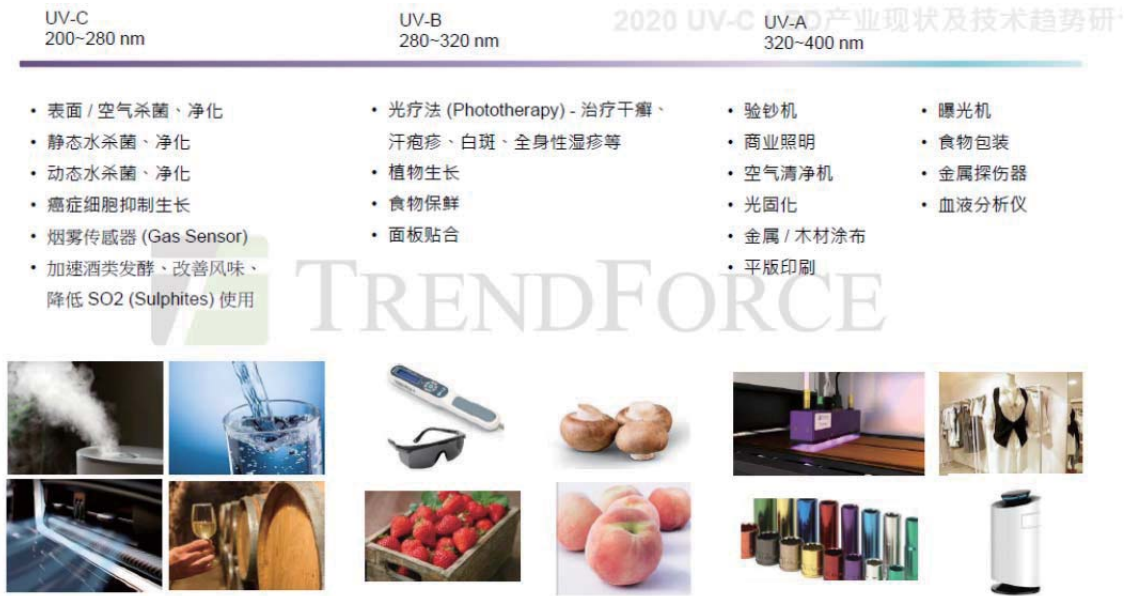 2020 UV-C LED产业现状及技术趋势研
UV-C
200~280 nm
UV-B
280~320 nm
UV-A
320~400 nm
• 表面 / 空气杀菌、净化
• 静态水杀菌、净化
• 动态水杀菌、净化
• 癌症细胞抑制生长
• 烟雾传感器 (Gas Sensor)
• 加速酒类发酵、改善风味、
降低 SO2 (Sulphites) 使用
• 光疗法 (Phototherapy) - 治疗干癣、
汗疱疹、白斑、全身性湿疹等
• 植物生长
• 食物保鲜
• 面板贴合
• 验钞机
• 商业照明
• 空气清净机
• 光固化
• 金属 / 木材涂布
• 平版印刷
• 曝光机
• 食物包装
• 金属探伤器
• 血液分析仪
TRENDFORCE